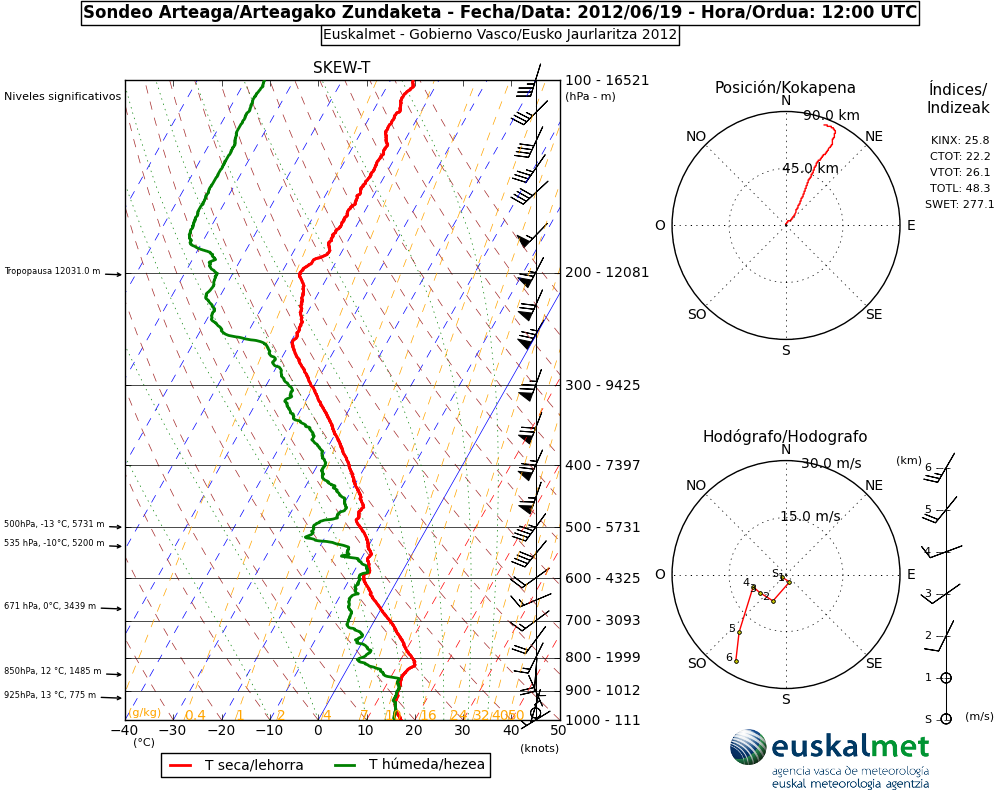 Sondeo Arteaga/Arteagako Zundaketa - Fecha/Data: 2012/06/19 - Hora/Ordua: 12:00 UTC
Euskalmet - Gobierno Vasco/Eusko Jaurlaritza 2012
SKEW-T
Niveles significativos
100 - 16521
(hPa - m)
Tropopausa 12031.0 m
200 - 12081
300 - 9425
400 - 7397
500hPa, -13 °C, 5731 m
500 - 5731
535 hPa, -10°C, 5200 m
600 - 4325
671 hPa, 0°C, 3439 m
700 - 3093
800 - 1999
850hPa, 12 °C, 1485 m
900 - 1012
925hPa, 13 °C, 775 m
(g/kg) 0.4 1 2 4 7 10 16 24 32 40 50
1000 - 111
−40 −30 −20 −10 0 10 20 30 40 50
(°C)
(knots)
T seca/lehorra T húmeda/hezea
Posición/Kokapena
N
90.0 km
NO NE
45.0 km
O E
SO SE
S
Índices/
Indizeak
KINX: 25.8
CTOT: 22.2
VTOT: 26.1
TOTL: 48.3
SWET: 277.1
Hodógrafo/Hodografo
N
30.0 m/s
NO NE
15.0 m/s
O E
S 1
4 3 2
5
6
SO SE
S
(km)
6
5
4
3
2
1
S
(m/s)
euskalmet
agencia vasca de meteorología
euskal meteorologia agentzia